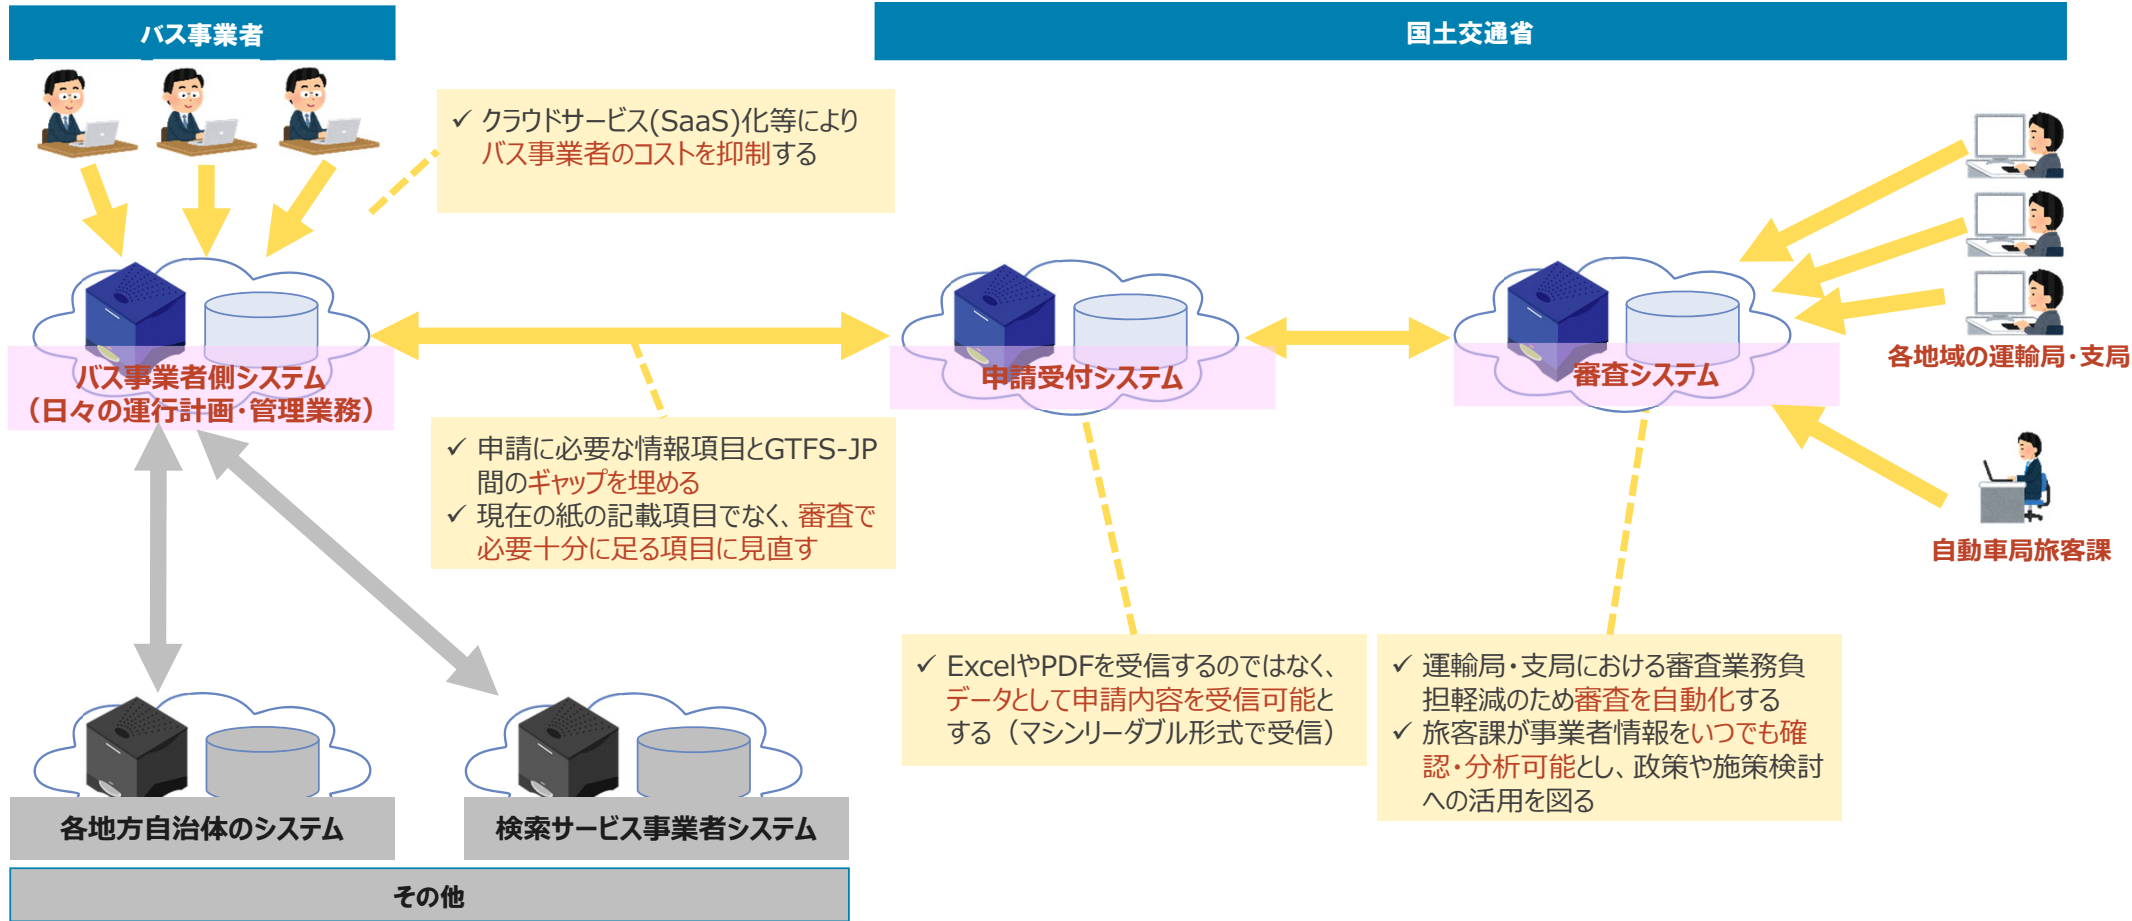 バス事業者
国土交通省
✓ クラウドサービス(SaaS)化等により
バス事業者のコストを抑制する
バス事業者側システム
（日々の運行計画・管理業務）
申請受付システム
審査システム
各地域の運輸局・支局
自動車局旅客課
✓ 申請に必要な情報項目とGTFS-JP
間のギャップを埋める
✓ 現在の紙の記載項目でなく、審査で
必要十分に足る項目に見直す
✓ ExcelやPDFを受信するのではなく、
データとして申請内容を受信可能と
する（マシンリーダブル形式で受信）
✓ 運輸局・支局における審査業務負
担軽減のため審査を自動化する
✓ 旅客課が事業者情報をいつでも確
認・分析可能とし、政策や施策検討
への活用を図る
各地方自治体のシステム
検索サービス事業者システム
その他